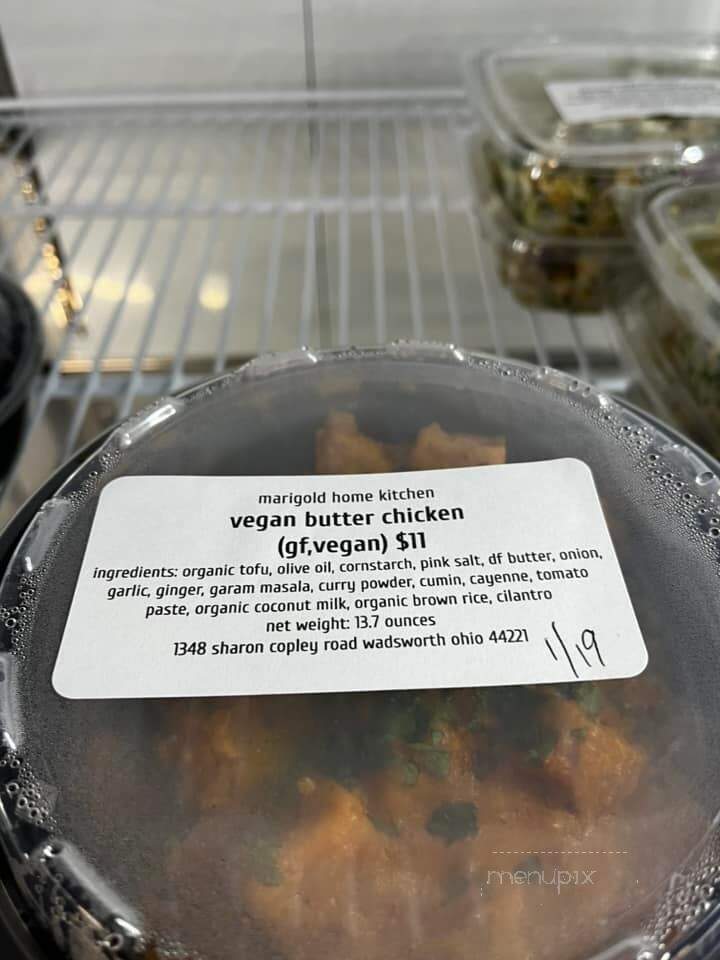 marigold home kitchen
vegan butter chicken
(gf,vegan) $11
ingredients: organic tofu, olive oil, cornstarch, pink salt, df butter, onion,
garlic, ginger, garam masala, curry powder, cumin, cayenne, tomato
paste, organic coconut milk, organic brown rice, cilantro
net weight: 13.7 ounces
1348 sharon copley road wadsworth ohio 44221
1/19
menupix